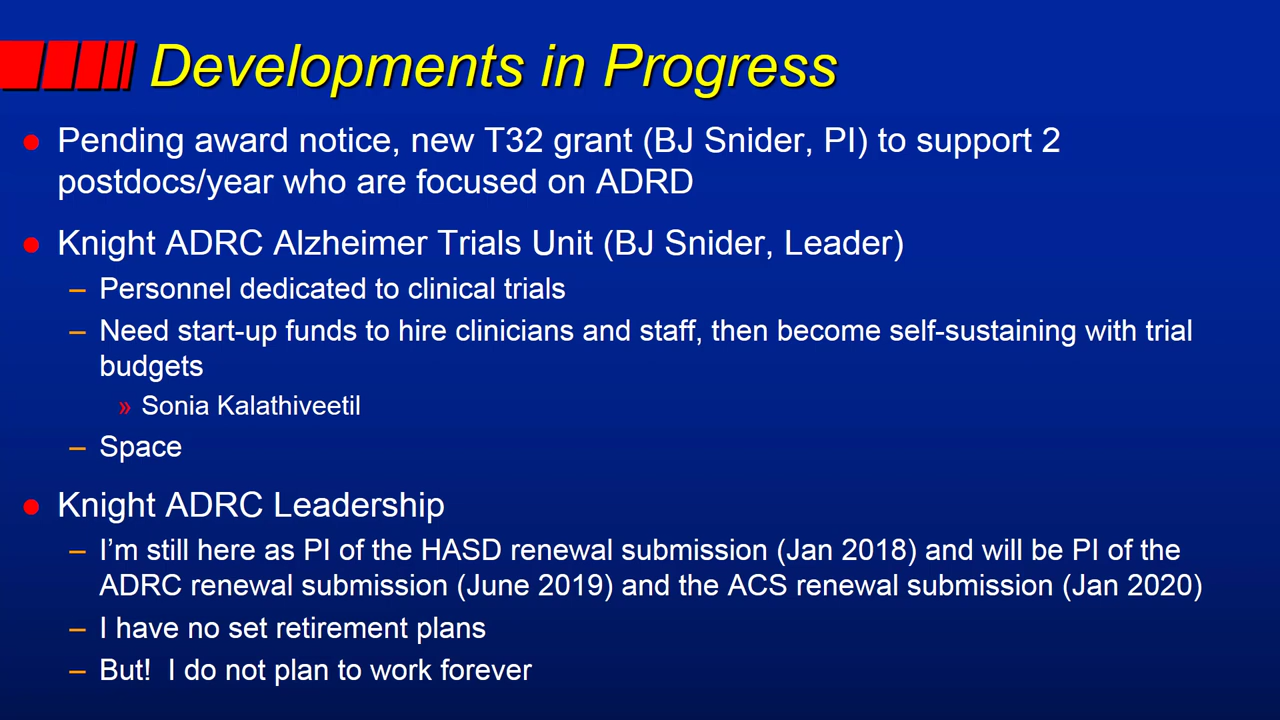 Developments in Progress
● Pending award notice, new T32 grant (BJ Snider, PI) to support 2
postdocs/year who are focused on ADRD
● Knight ADRC Alzheimer Trials Unit (BJ Snider, Leader)
– Personnel dedicated to clinical trials
– Need start-up funds to hire clinicians and staff, then become self-sustaining with trial
budgets
» Sonia Kalathiveetil
– Space
● Knight ADRC Leadership
– I’m still here as PI of the HASD renewal submission (Jan 2018) and will be PI of the
ADRC renewal submission (June 2019) and the ACS renewal submission (Jan 2020)
– I have no set retirement plans
– But!  I do not plan to work forever